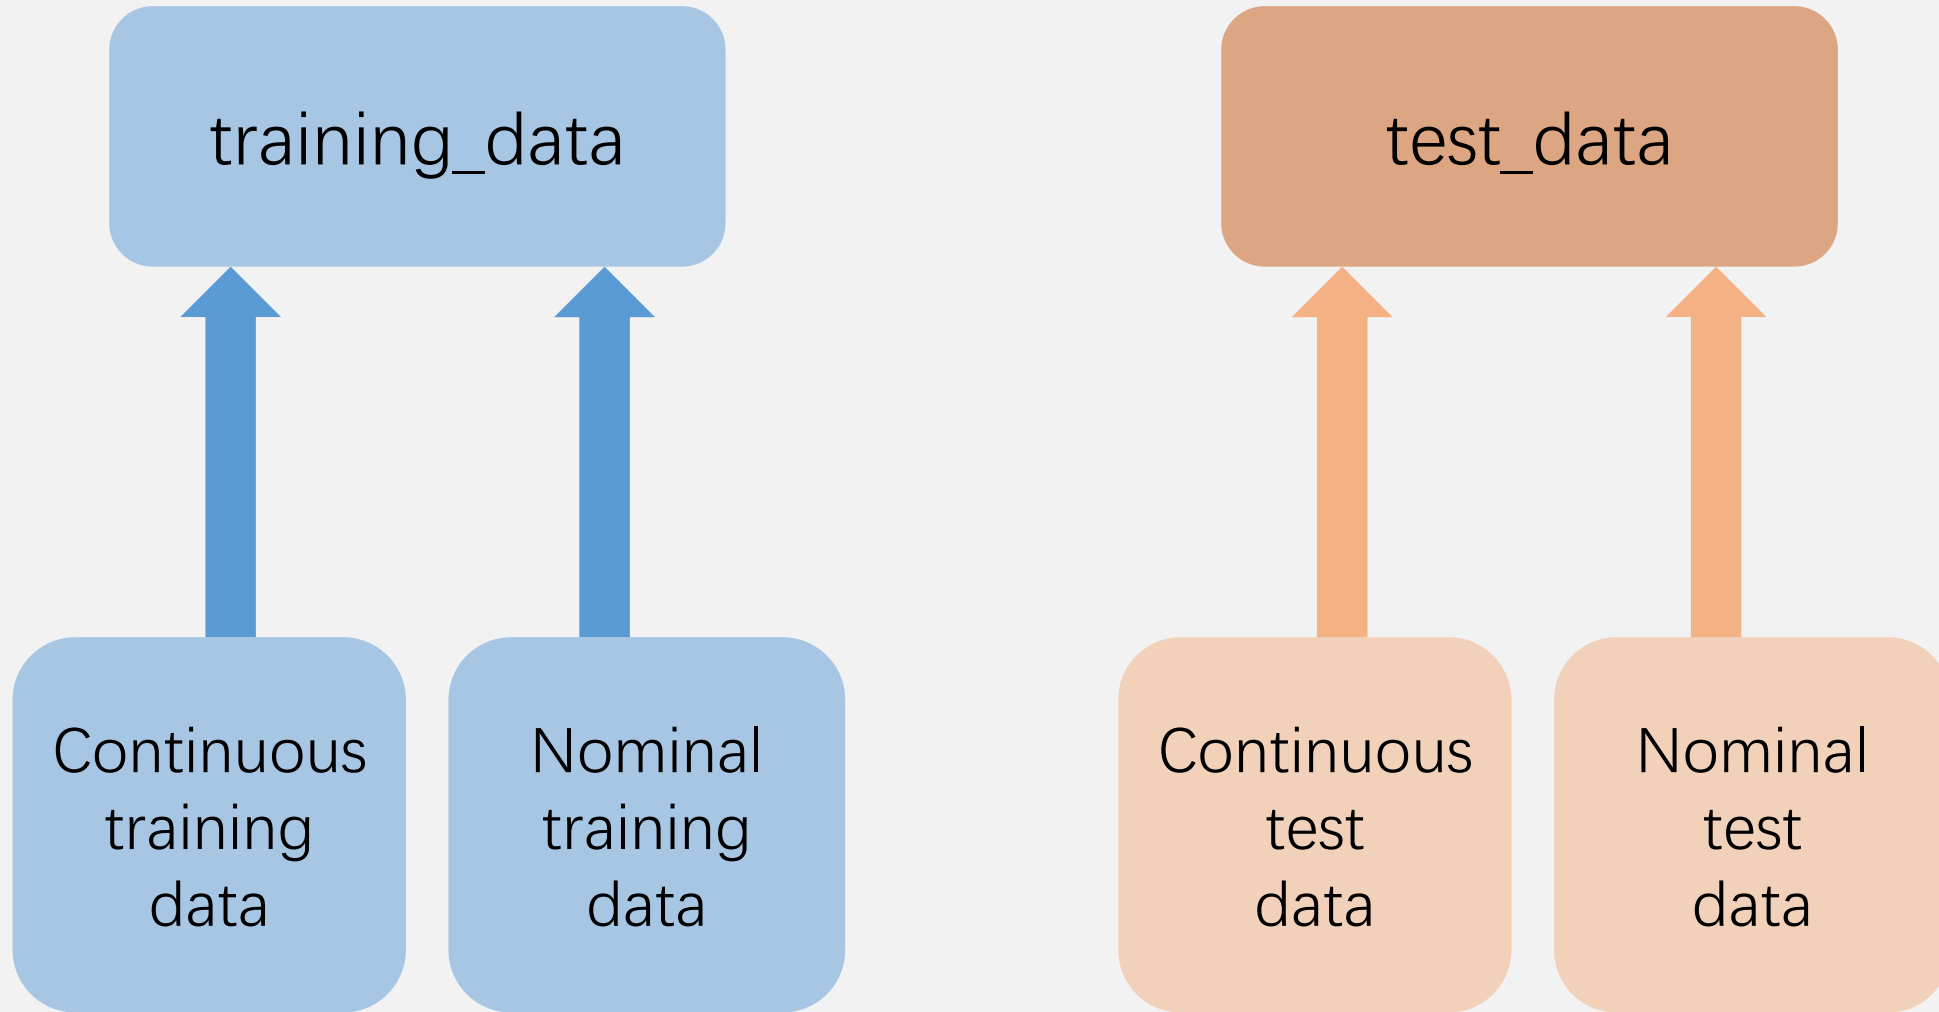 training_data
test_data
Continuous
training
data
Nominal
training
data
Continuous
test
data
Nominal
test
data